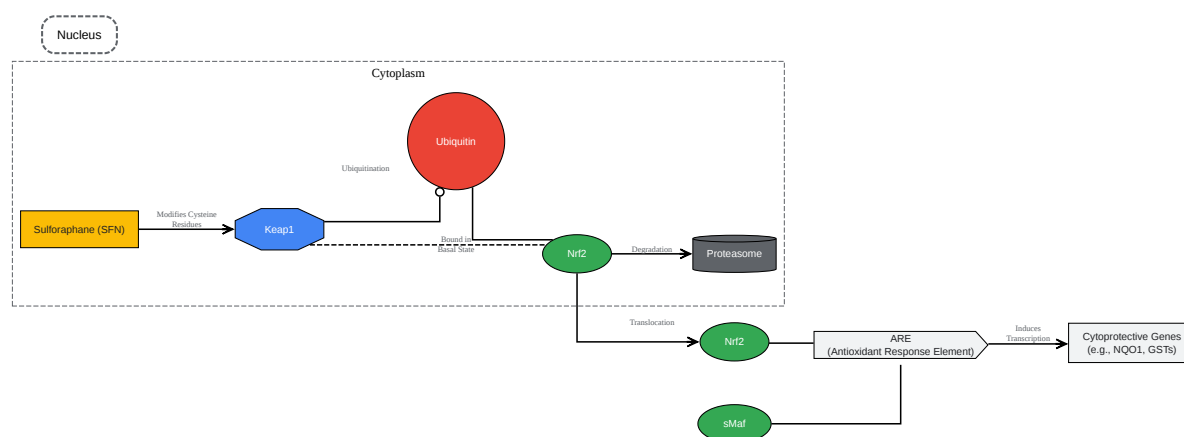 Nucleus
Cytoplasm
Ubiquitin
Ubiquitination
Sulforaphane (SFN)
Modifies Cysteine
Residues
Keap1
Bound in
Basal State
Nrf2
Degradation
Proteasome
Translocation
Nrf2
ARE
(Antioxidant Response Element)
Induces
Transcription
Cytoprotective Genes
(e.g., NQO1, GSTs)
sMaf